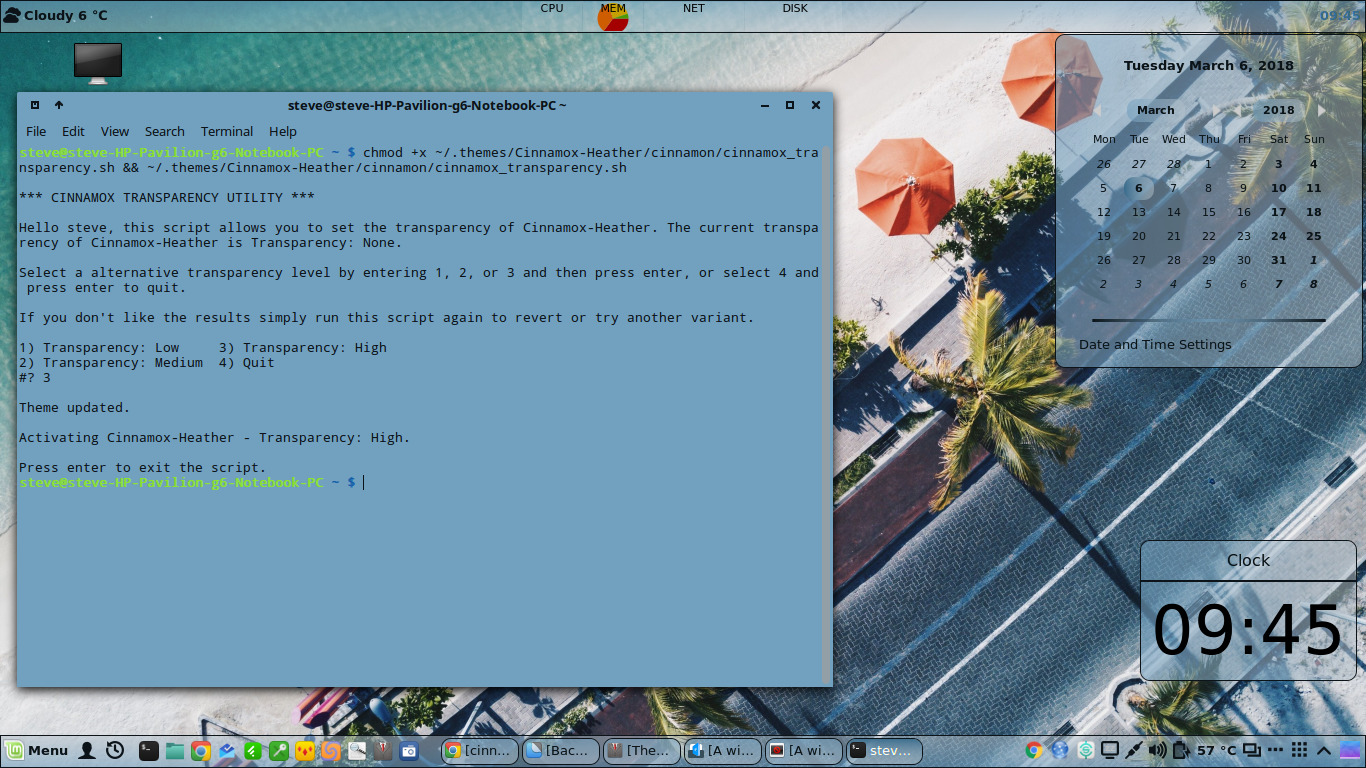 Cloudy 6 °C
CPU MEM NET DISK
09:45
steve@steve-HP-Pavilion-g6-Notebook-PC ~
File Edit View Search Terminal Help
steve@steve-HP-Pavilion-g6-Notebook-PC ~ $ chmod +x ~/.themes/Cinnamox-Heather/cinnamon/cinnamox_tra
nsparency.sh && ~/.themes/Cinnamox-Heather/cinnamon/cinnamox_transparency.sh
*** CINNAMOX TRANSPARENCY UTILITY ***
Hello steve, this script allows you to set the transparency of Cinnamox-Heather. The current transpa
rency of Cinnamox-Heather is Transparency: None.
Select a alternative transparency level by entering 1, 2, or 3 and then press enter, or select 4 and
press enter to quit.
If you don't like the results simply run this script again to revert or try another variant.
1) Transparency: Low     3) Transparency: High
2) Transparency: Medium  4) Quit
#? 3
Theme updated.
Activating Cinnamox-Heather - Transparency: High.
Press enter to exit the script.
steve@steve-HP-Pavilion-g6-Notebook-PC ~ $
Tuesday March 6, 2018
March 2018
Mon Tue Wed Thu Fri Sat Sun
26 27 28 1 2 3 4
5 6 7 8 9 10 11
12 13 14 15 16 17 18
19 20 21 22 23 24 25
26 27 28 29 30 31 1
2 3 4 5 6 7 8
Date and Time Settings
Clock
09:45
Menu [cinn... [Bac... [The... [A wi... [A wi... stev... 57 °C